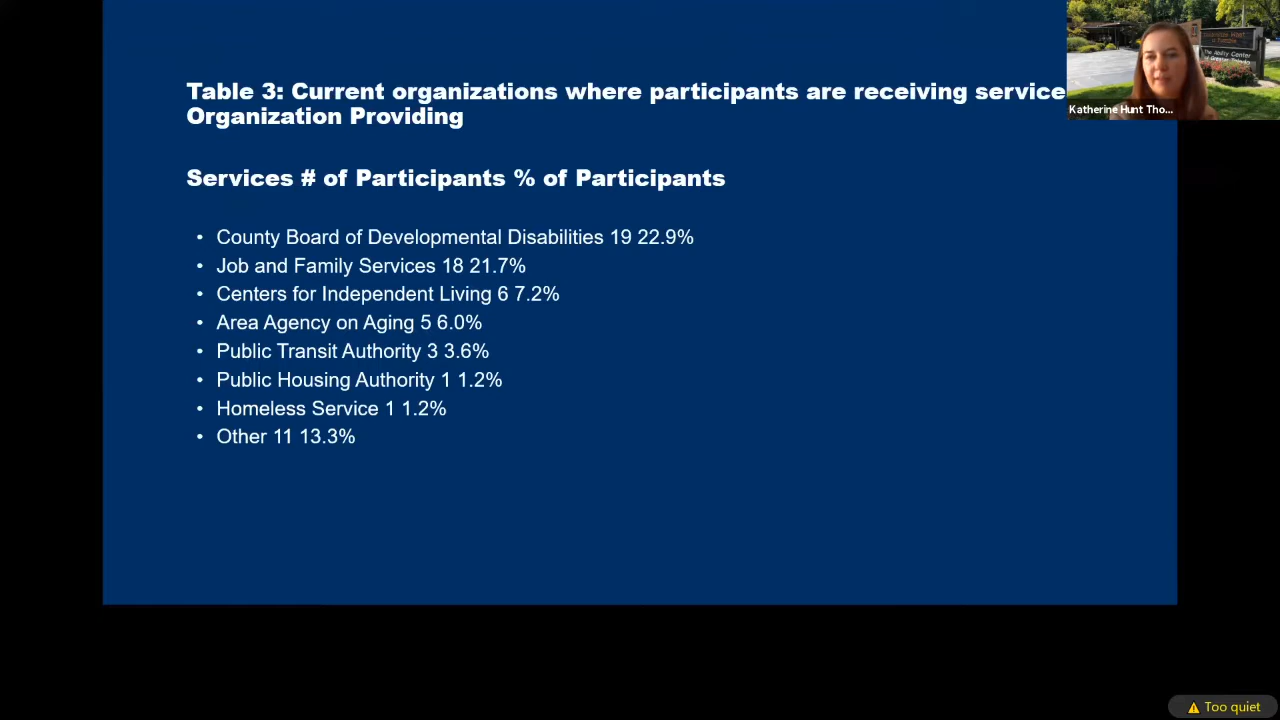 Table 3: Current organizations where participants are receiving service
Organization Providing
Services # of Participants % of Participants
• County Board of Developmental Disabilities 19 22.9%
• Job and Family Services 18 21.7%
• Centers for Independent Living 6 7.2%
• Area Agency on Aging 5 6.0%
• Public Transit Authority 3 3.6%
• Public Housing Authority 1 1.2%
• Homeless Service 1 1.2%
• Other 11 13.3%
The Ability Center
Katherine Hunt Tho...
Too quiet